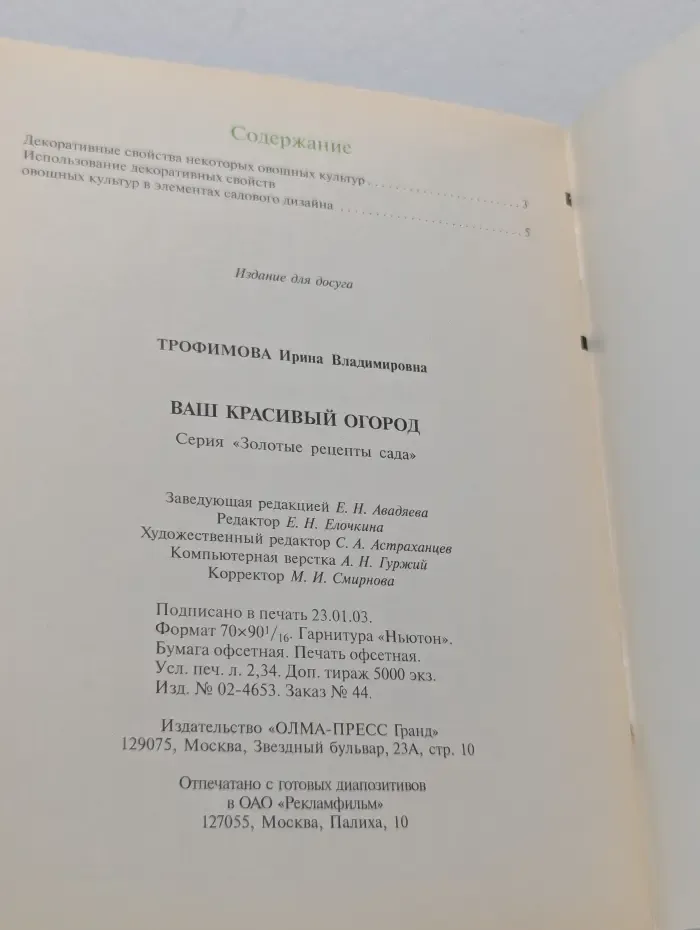 Содержание
Декоративные свойства некоторых овощных культур . . . . . . . . . . . . . . . . . . . . . . 3
Использование декоративных свойств
овощных культур в элементах садового дизайна . . . . . . . . . . . . . . . . . . . . . . . . . 5
Издание для досуга
ТРОФИМОВА Ирина Владимировна
ВАШ КРАСИВЫЙ ОГОРОД
Серия «Золотые рецепты сада»
Заведующая редакцией Е. Н. Авадяева
Редактор Е. Н. Елочкина
Художественный редактор С. А. Астраханцев
Компьютерная верстка А. Н. Гуржий
Корректор М. И. Смирнова
Подписано в печать 23.01.03.
Формат 70×90 1/16. Гарнитура «Ньютон».
Бумага офсетная. Печать офсетная.
Усл. печ. л. 2,34. Доп. тираж 5000 экз.
Изд. № 02-4653. Заказ № 44.
Издательство «ОЛМА-ПРЕСС Гранд»
129075, Москва, Звездный бульвар, 23А, стр. 10
Отпечатано с готовых диапозитивов
в ОАО «Рекламфильм»
127055, Москва, Палиха, 10